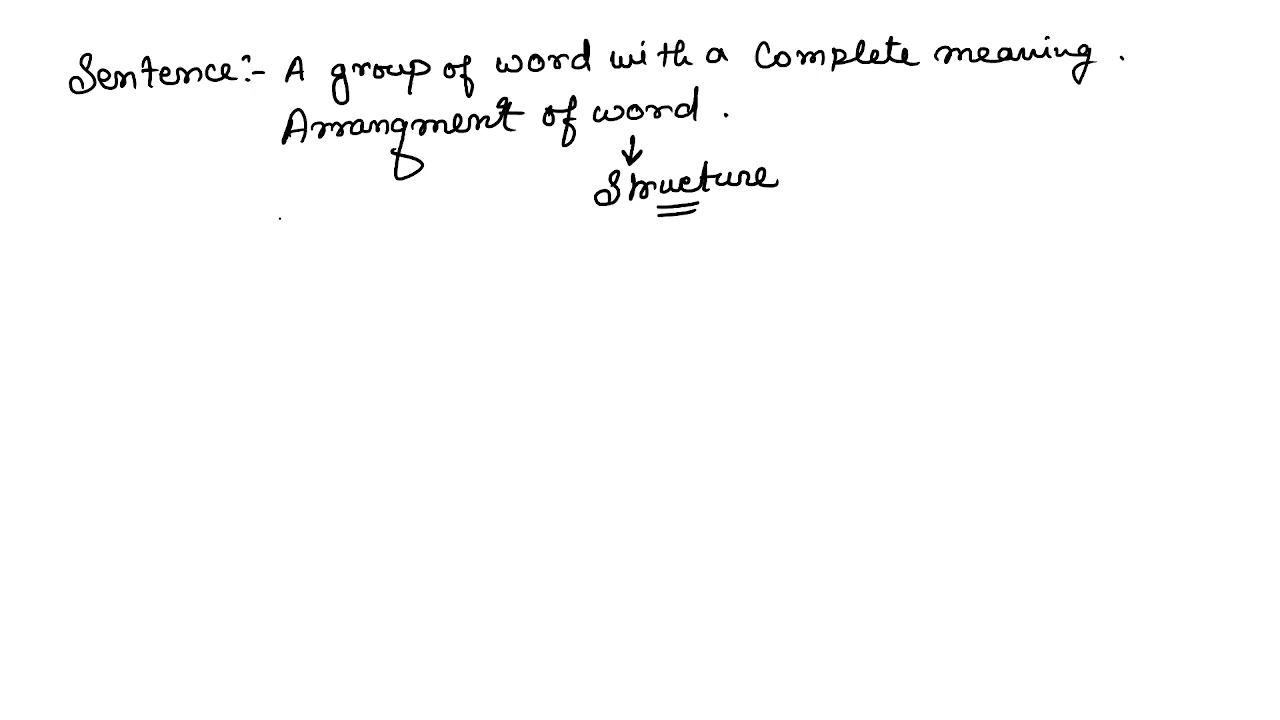 Sentence:- A group of word with a complete meaning.
Arrangment of word.
↓
Structure